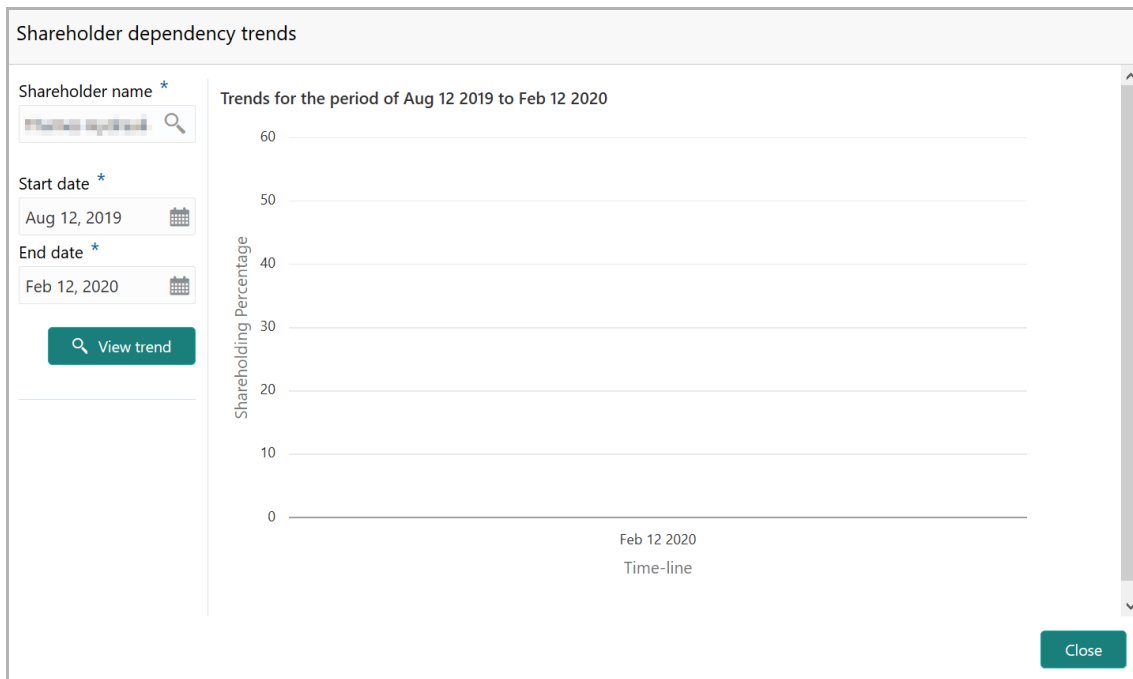 Shareholder dependency trends
Shareholder name *
Start date *
Aug 12, 2019
End date *
Feb 12, 2020
View trend
Trends for the period of Aug 12 2019 to Feb 12 2020
60
50
40
30
20
10
0
Shareholding Percentage
Feb 12 2020
Time-line
Close